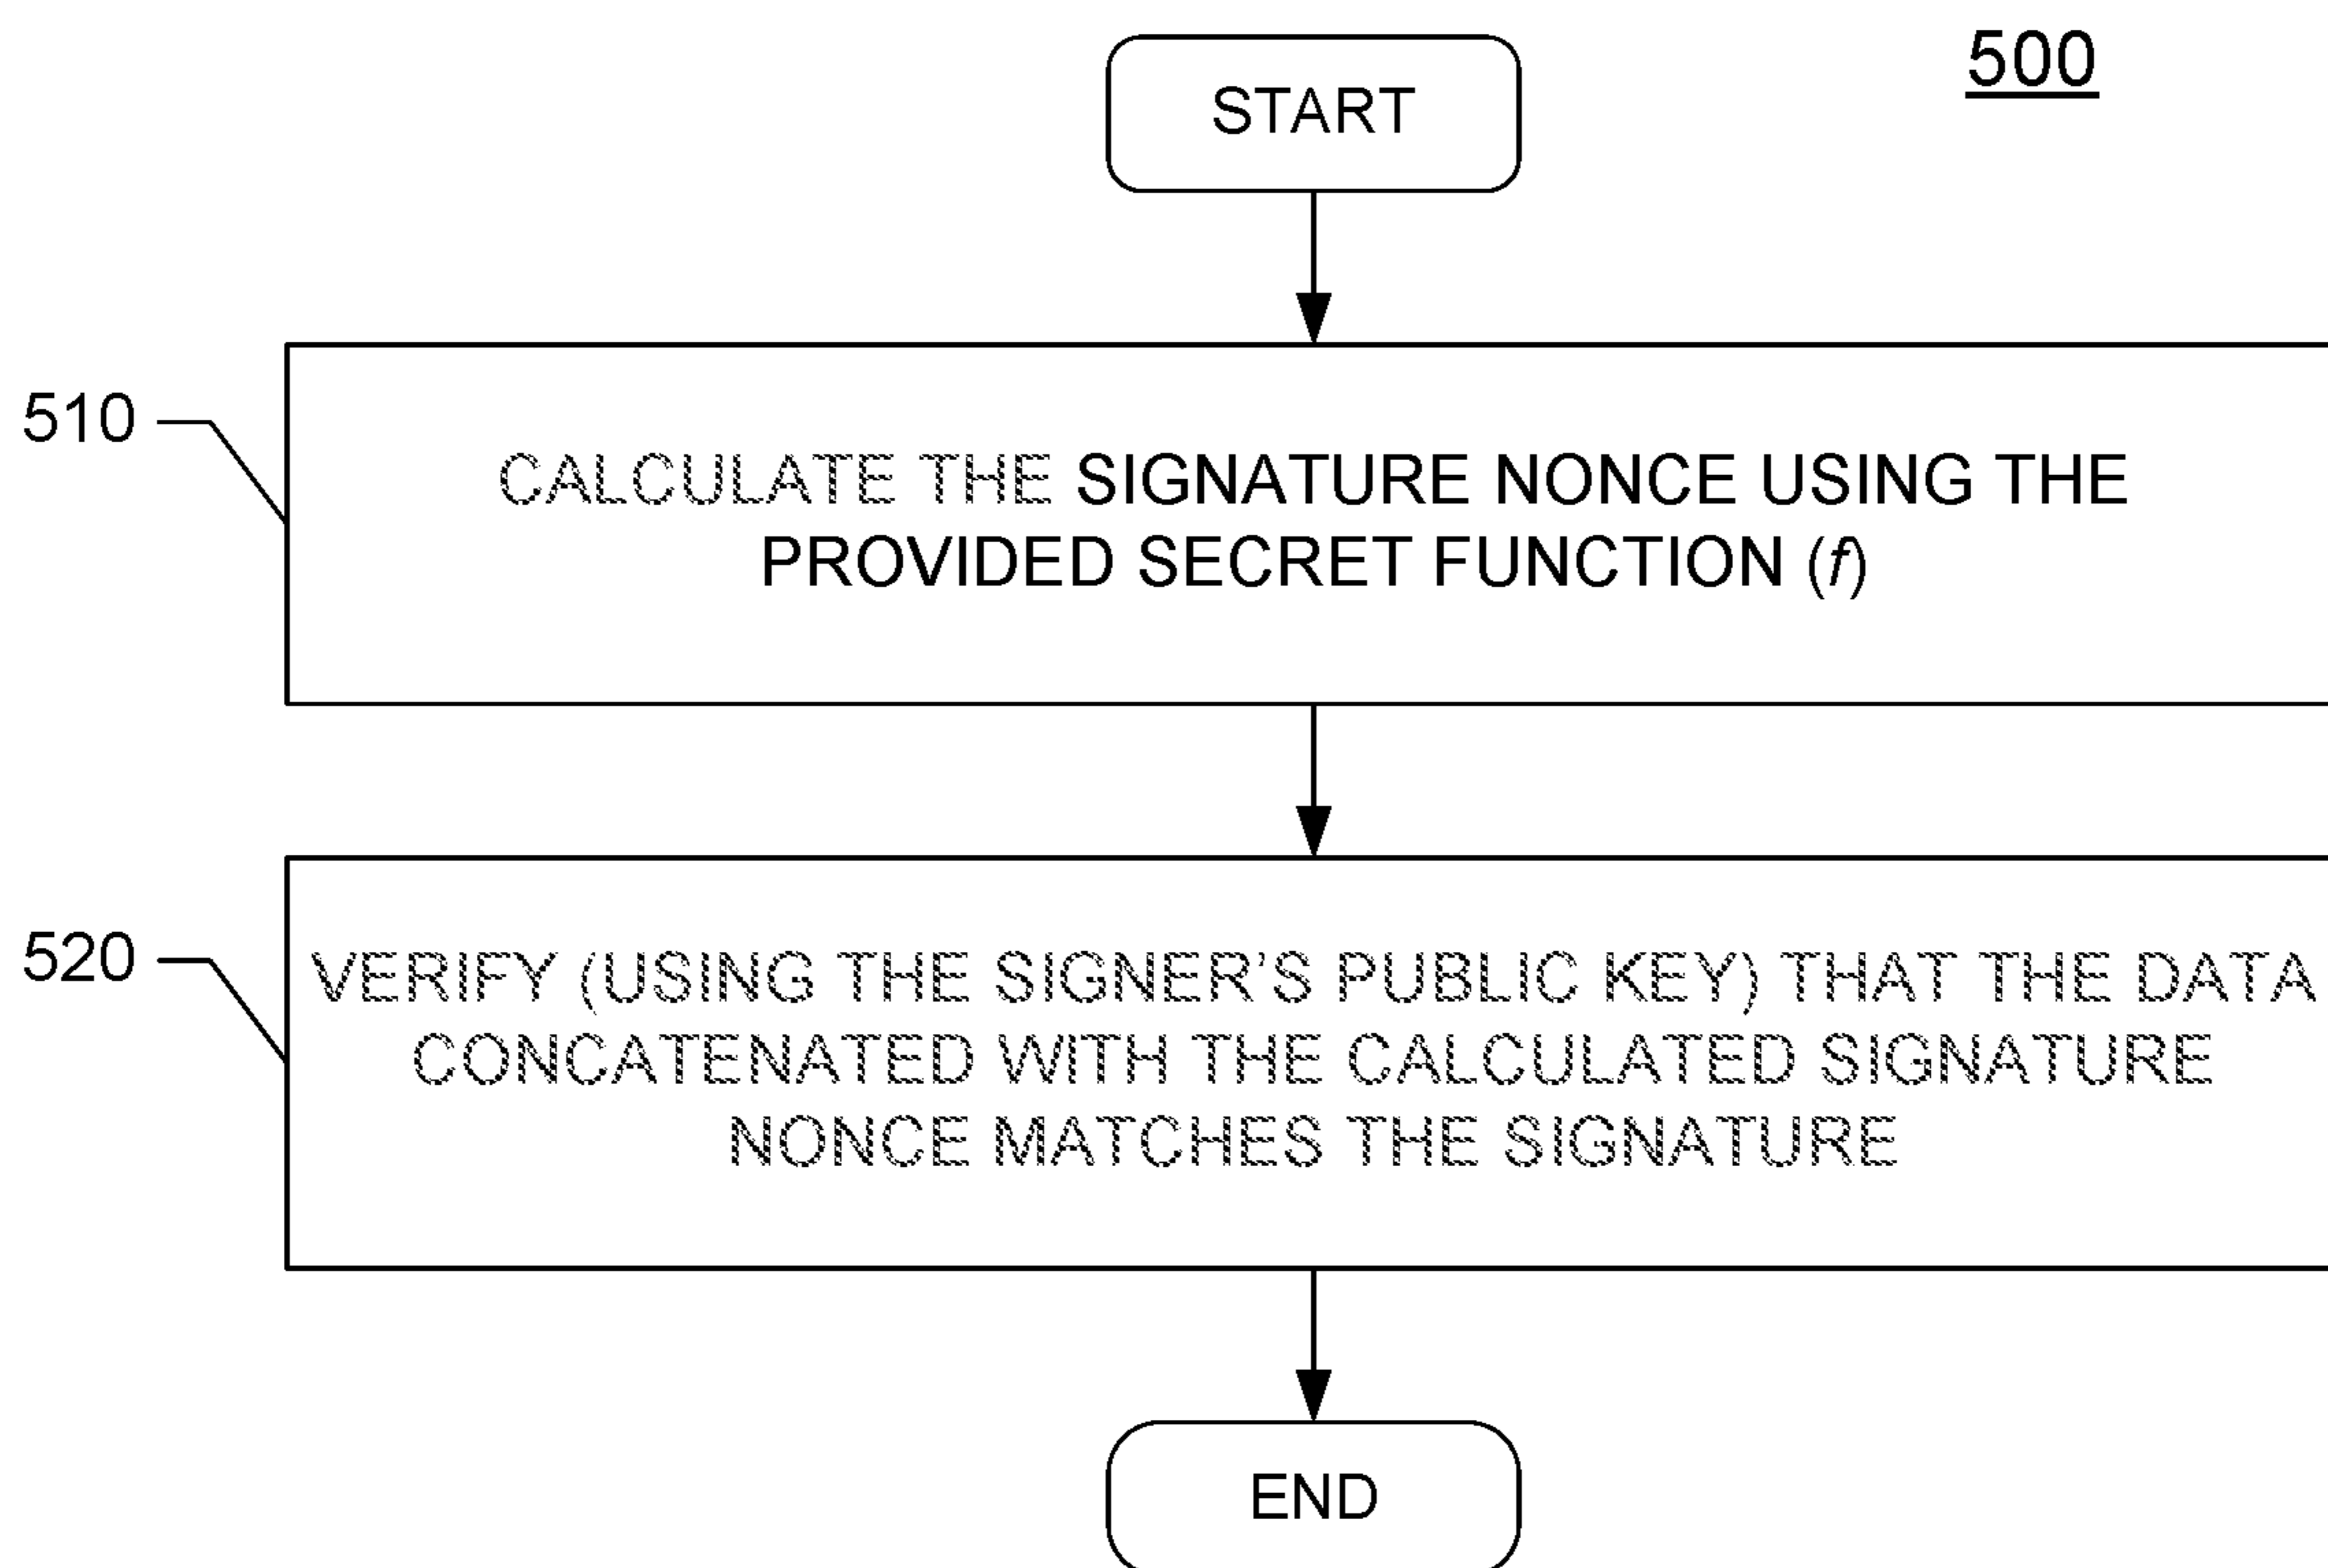 500
START
510
CALCULATE THE SIGNATURE NONCE USING THE
PROVIDED SECRET FUNCTION (f)
520
VERIFY (USING THE SIGNER'S PUBLIC KEY) THAT THE DATA
CONCATENATED WITH THE CALCULATED SIGNATURE
NONCE MATCHES THE SIGNATURE
END